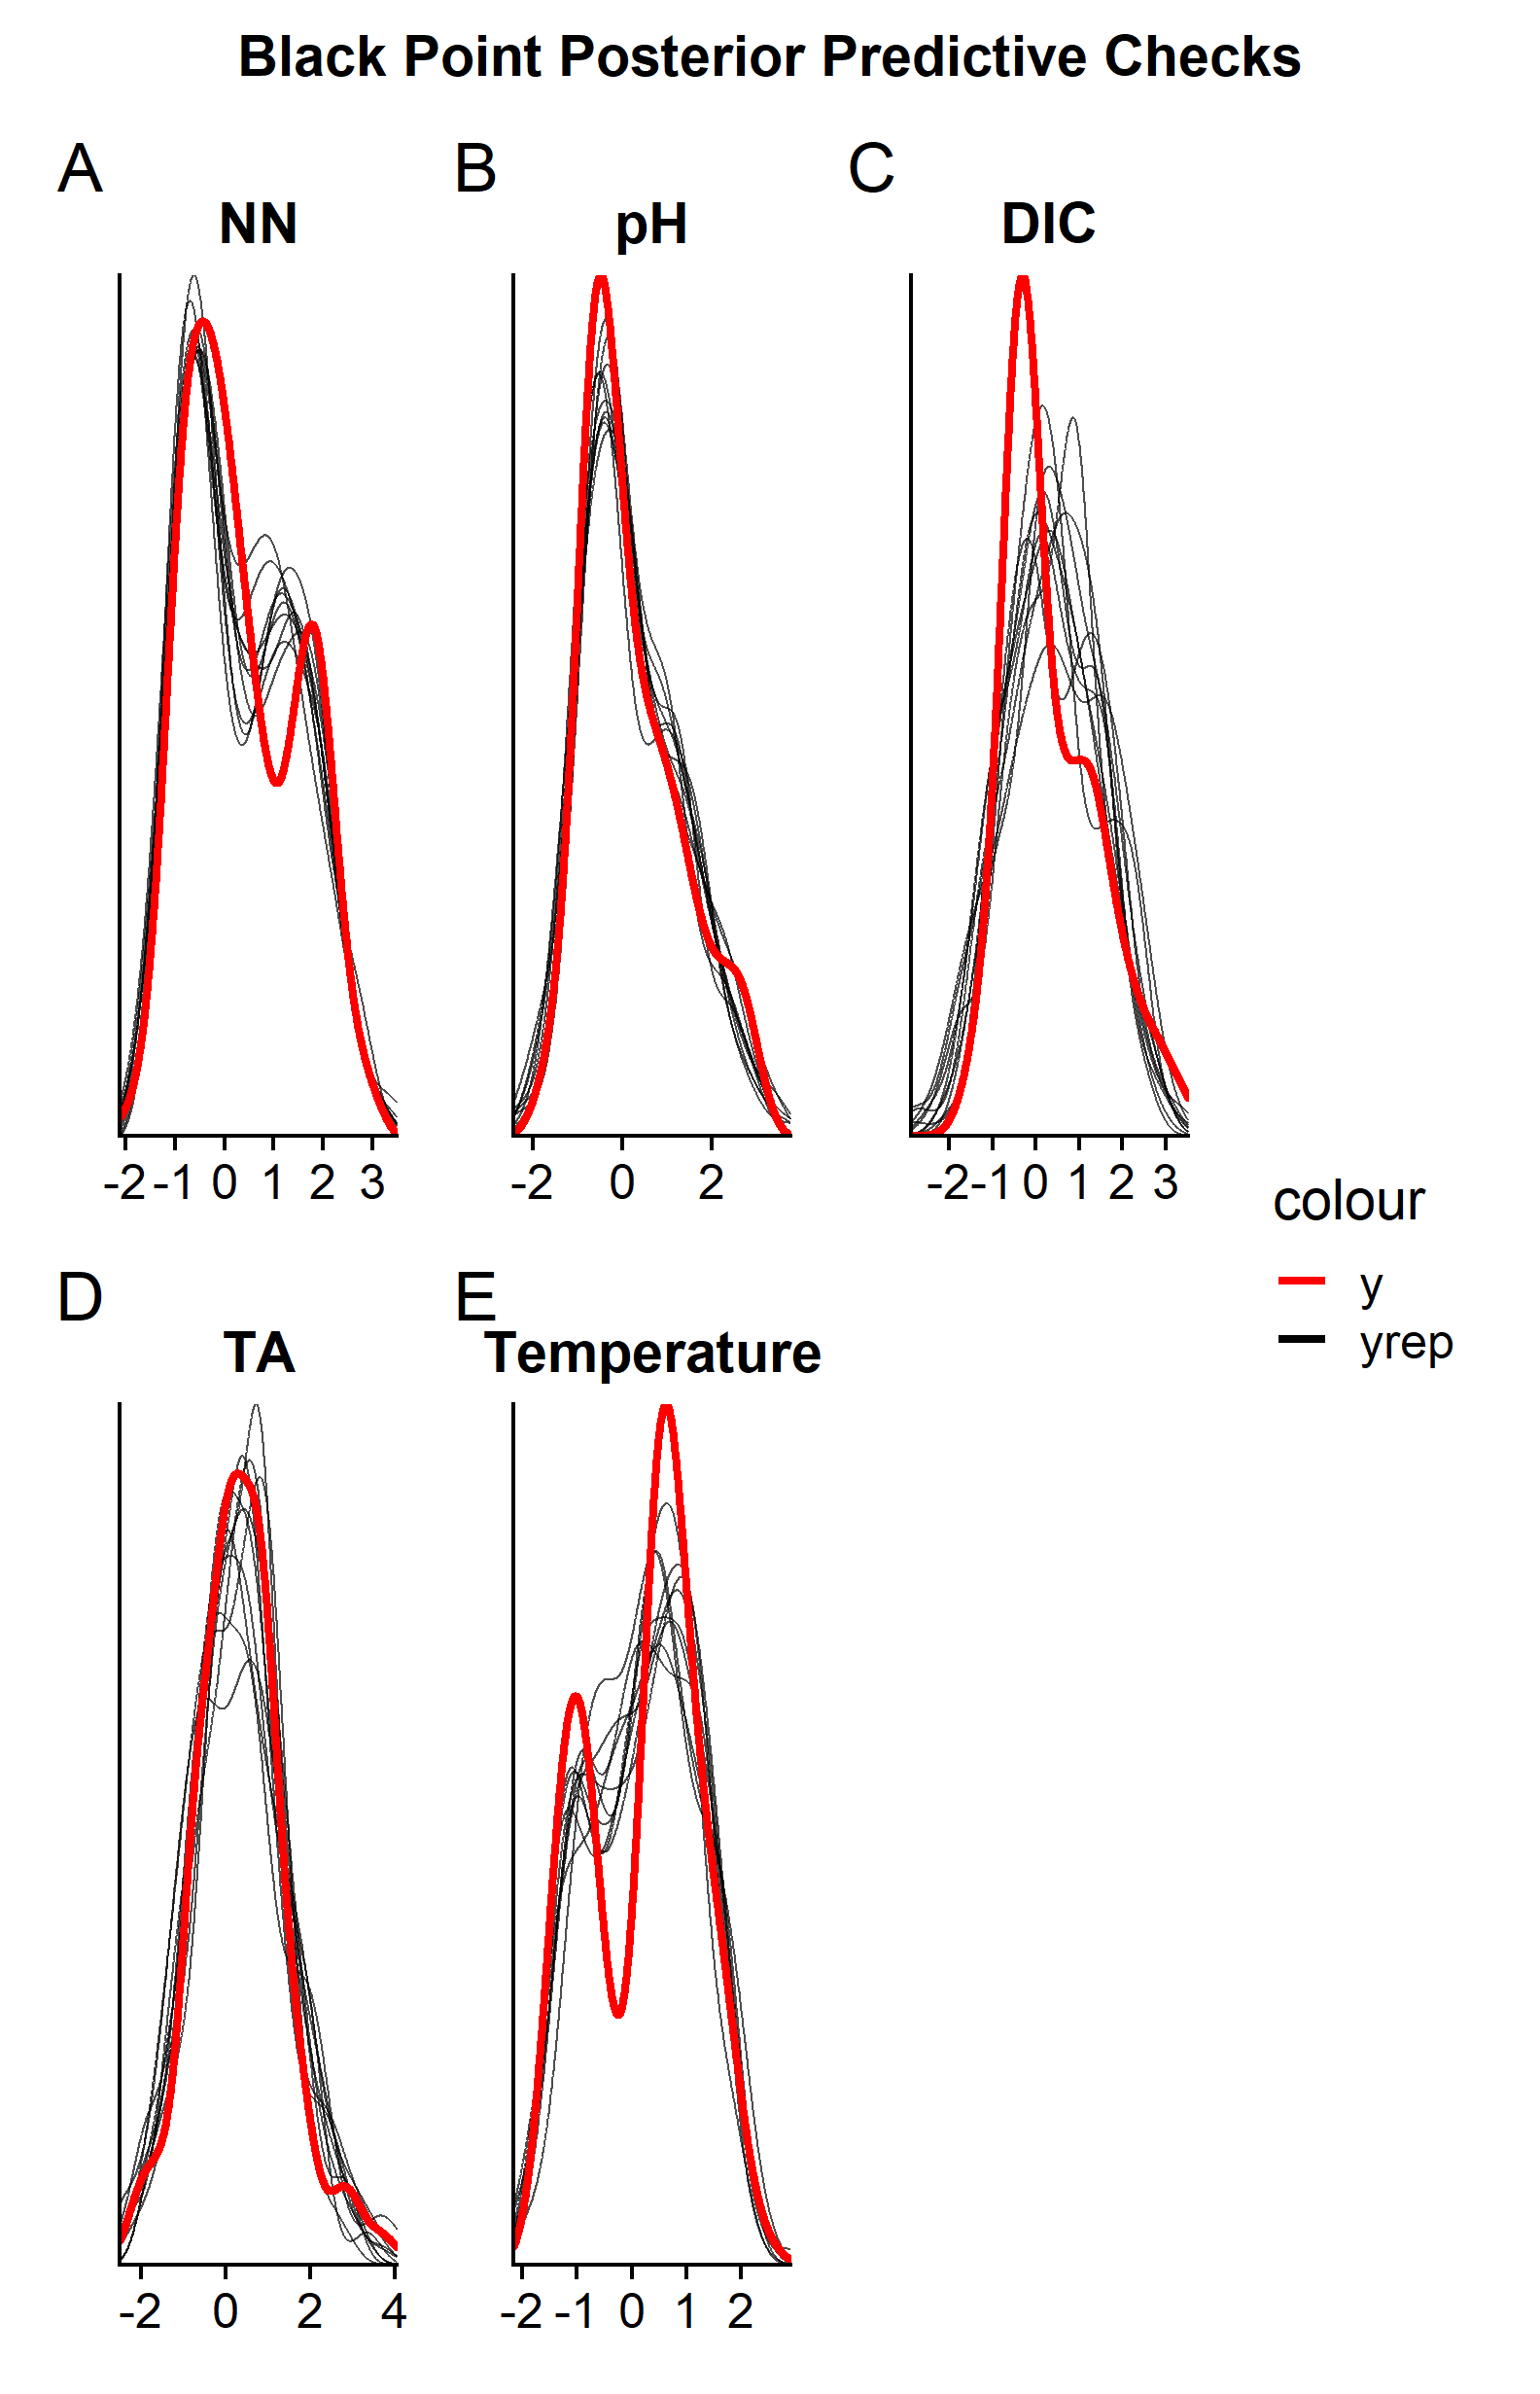 Black Point Posterior Predictive Checks
A B C
NN pH DIC
-2 -1 0 1 2 3 -2 0 2 -2 -1 0 1 2 3
colour
y
yrep
D E
TA Temperature
-2 0 2 4 -2 -1 0 1 2